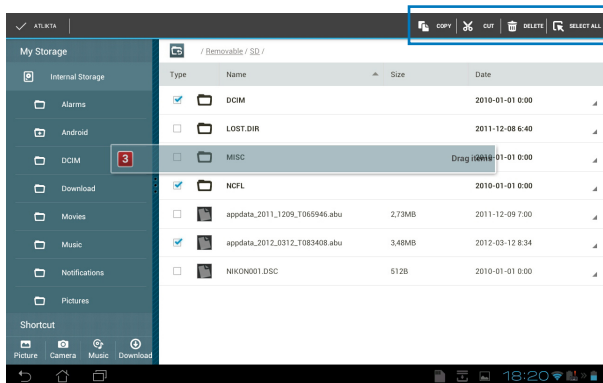 ATLIKTA COPY CUT DELETE SELECT ALL
My Storage
/ Removable / SD /
Internal Storage
Type Name Size Date
Alarms
DCIM 2010-01-01 0:00
Android
LOST.DIR 2011-12-08 6:40
DCIM
3
MISC Drag items -01-01 0:00
Download
NCFL 2010-01-01 0:00
Movies
appdata_2011_1209_T065946.abu 2,73MB 2011-12-09 7:00
Music
appdata_2012_0312_T083408.abu 3,48MB 2012-03-12 8:34
Notifications
NIKON001.DSC 512B 2010-01-01 0:00
Pictures
Shortcut
Picture Camera Music Download
18:20